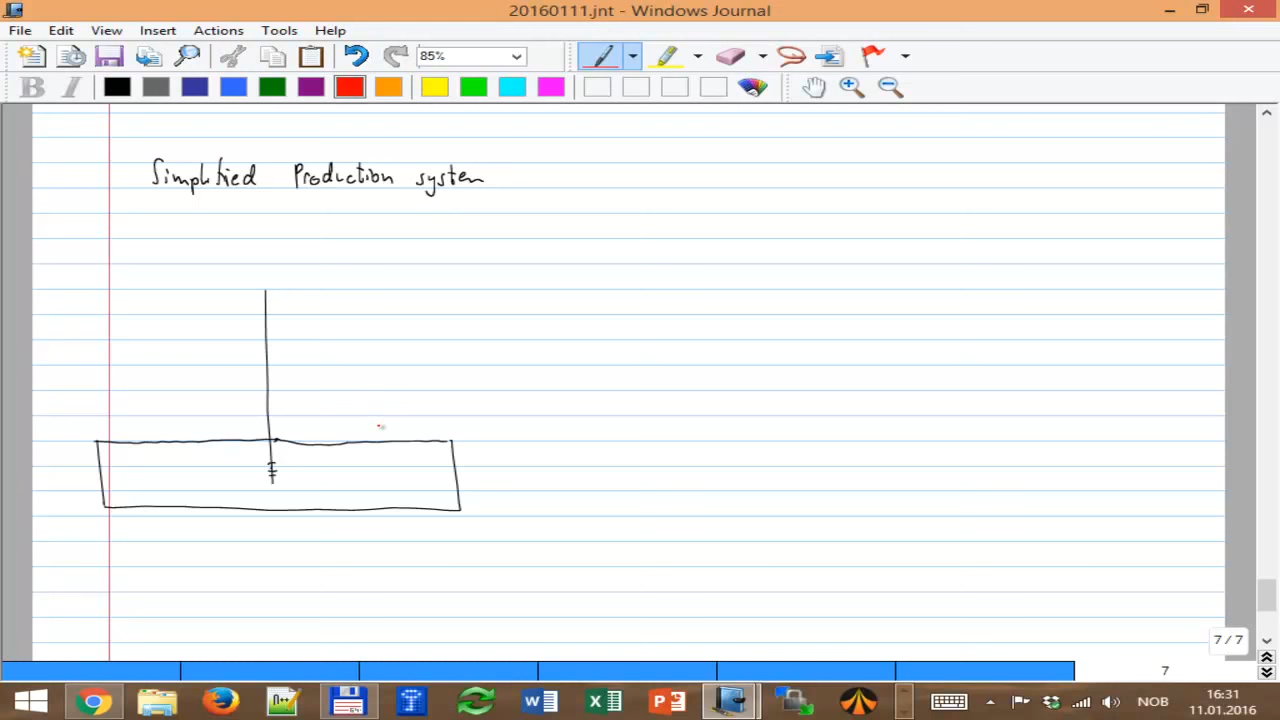 20160111.jnt - Windows Journal
File Edit View Insert Actions Tools Help
85%
B I
Simplified Production system
7 / 7
7
NOB
16:31
11.01.2016